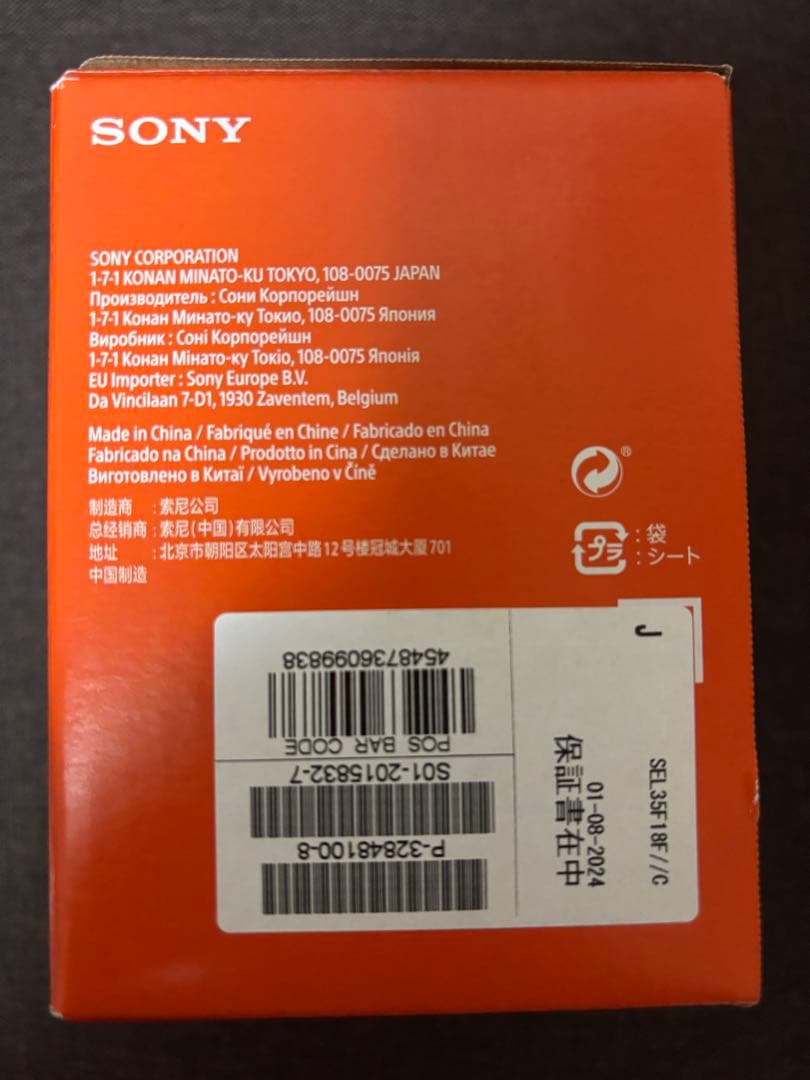 SONY
SONY CORPORATION
1-7-1 KONAN MINATO-KU TOKYO, 108-0075 JAPAN
Производитель : Сони Корпорейшн
1-7-1 Конан Минато-ку Токио, 108-0075 Япония
Виробник : Соні Корпорейшн
1-7-1 Конан Мінато-ку Токіо, 108-0075 Японія
EU Importer : Sony Europe B.V.
Da Vincilaan 7-D1, 1930 Zaventem, Belgium
Made in China / Fabriqué en Chine / Fabricado en China
Fabricado na China / Prodotto in Cina / Сделано в Китае
Виготовлено в Китаї / Vyrobeno v Číně
制造商 : 索尼公司
总经销商 : 索尼(中国)有限公司
地址 : 北京市朝阳区太阳宫中路12号楼冠城大厦701
中国制造
®
プラ : 袋
: シート
J
SEL35F18F//C
01-08-2024
保証書在中
4548736099838
POS BAR CODE
S01-2015832-7
P-32848100-8